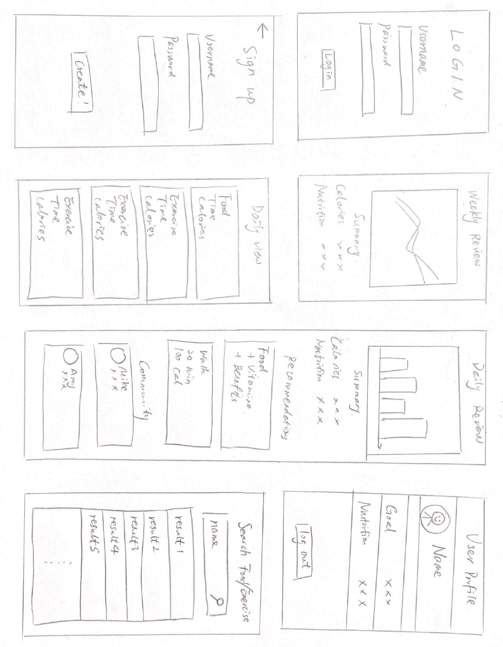 LOGIN
Username
Password
Login
Weekly Review
Summary
Calories xxx
Nutrition xxx
Daily Review
Summary
Calories xxx
Nutrition xxx
Recommendations
Food
+ Vitamins
+ Benefits
Walk
20 min
100 cal
Community
Mike
xxx
Amy
xxx
User Profile
Name
Goal xxx
Nutrition xxx
log out
Sign up
Username
Password
Create!
Daily view
Food
Time
Calories
Exercise
Time
Calories
Exercise
Time
Calories
Exercise
Time
Calories
Search Food/Exercise
name
result 1
result 2
result 3
result 4
result 5